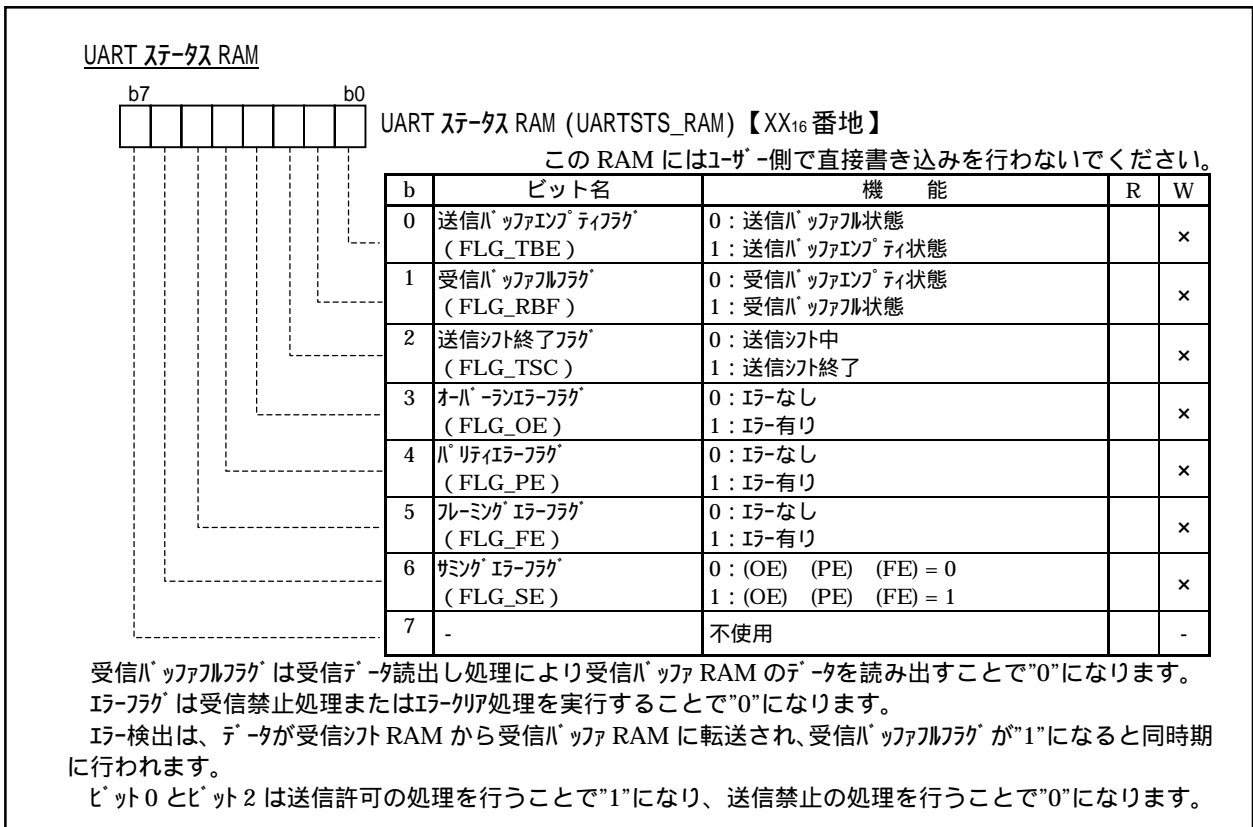 UART ｽﾃｰﾀｽ RAM
b7 b0
UART ｽﾃｰﾀｽ RAM (UARTSTS_RAM)【XX₁₆ 番地】
この RAM にはﾕｰｻﾞｰ側で直接書き込みを行わないでください。
b ビット名 機　能 R W
0 送信ﾊﾞｯﾌｧｴﾝﾌﾟﾃｨﾌﾗｸﾞ 0：送信ﾊﾞｯﾌｧﾌﾙ状態
（FLG_TBE） 1：送信ﾊﾞｯﾌｧｴﾝﾌﾟﾃｨ状態 ×
1 受信ﾊﾞｯﾌｧﾌﾙﾌﾗｸﾞ 0：受信ﾊﾞｯﾌｧｴﾝﾌﾟﾃｨ状態
（FLG_RBF） 1：受信ﾊﾞｯﾌｧﾌﾙ状態 ×
2 送信ｼﾌﾄ終了ﾌﾗｸﾞ 0：送信ｼﾌﾄ中
（FLG_TSC） 1：送信ｼﾌﾄ終了 ×
3 ｵｰﾊﾞｰﾗﾝｴﾗｰﾌﾗｸﾞ 0：ｴﾗｰなし
（FLG_OE） 1：ｴﾗｰ有り ×
4 ﾊﾟﾘﾃｨｴﾗｰﾌﾗｸﾞ 0：ｴﾗｰなし
（FLG_PE） 1：ｴﾗｰ有り ×
5 ﾌﾚｰﾐﾝｸﾞｴﾗｰﾌﾗｸﾞ 0：ｴﾗｰなし
（FLG_FE） 1：ｴﾗｰ有り ×
6 ｻﾐﾝｸﾞｴﾗｰﾌﾗｸﾞ 0：(OE) (PE) (FE) = 0
（FLG_SE） 1：(OE) (PE) (FE) = 1 ×
7 - 不使用 -
受信ﾊﾞｯﾌｧﾌﾙﾌﾗｸﾞは受信ﾃﾞｰﾀ読出し処理により受信ﾊﾞｯﾌｧ RAM のﾃﾞｰﾀを読み出すことで”0”になります。
ｴﾗｰﾌﾗｸﾞは受信禁止処理またはｴﾗｰｸﾘｱ処理を実行することで”0”になります。
ｴﾗｰ検出は、ﾃﾞｰﾀが受信ｼﾌﾄ RAM から受信ﾊﾞｯﾌｧ RAM に転送され、受信ﾊﾞｯﾌｧﾌﾙﾌﾗｸﾞが”1”になると同時期
に行われます。
ﾋﾞｯﾄ 0 とﾋﾞｯﾄ 2 は送信許可の処理を行うことで”1”になり、送信禁止の処理を行うことで”0”になります。